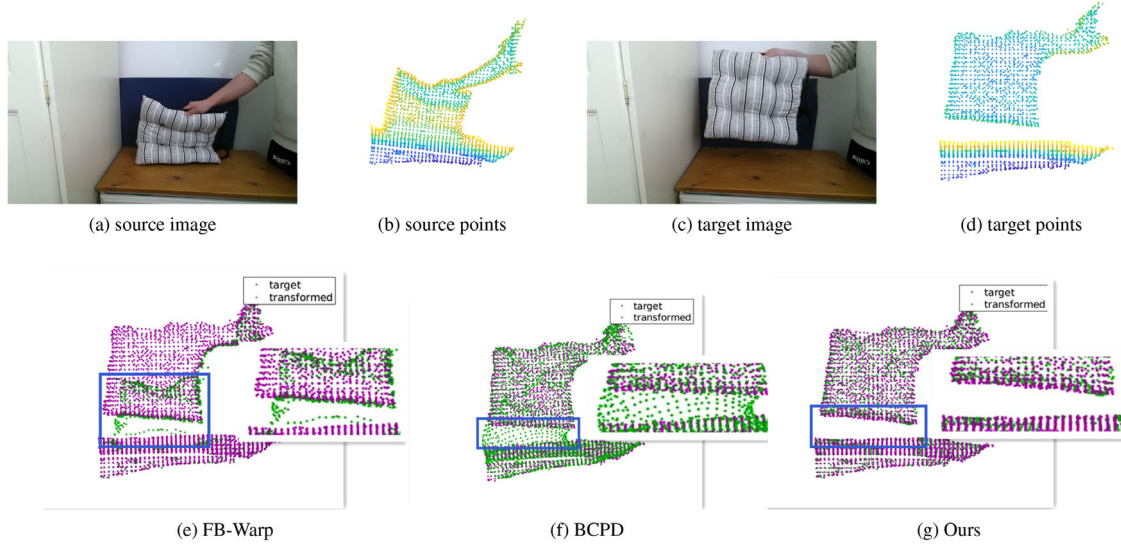 (a) source image
(b) source points
(c) target image
(d) target points
target
transformed
target
transformed
target
transformed
(e) FB-Warp
(f) BCPD
(g) Ours